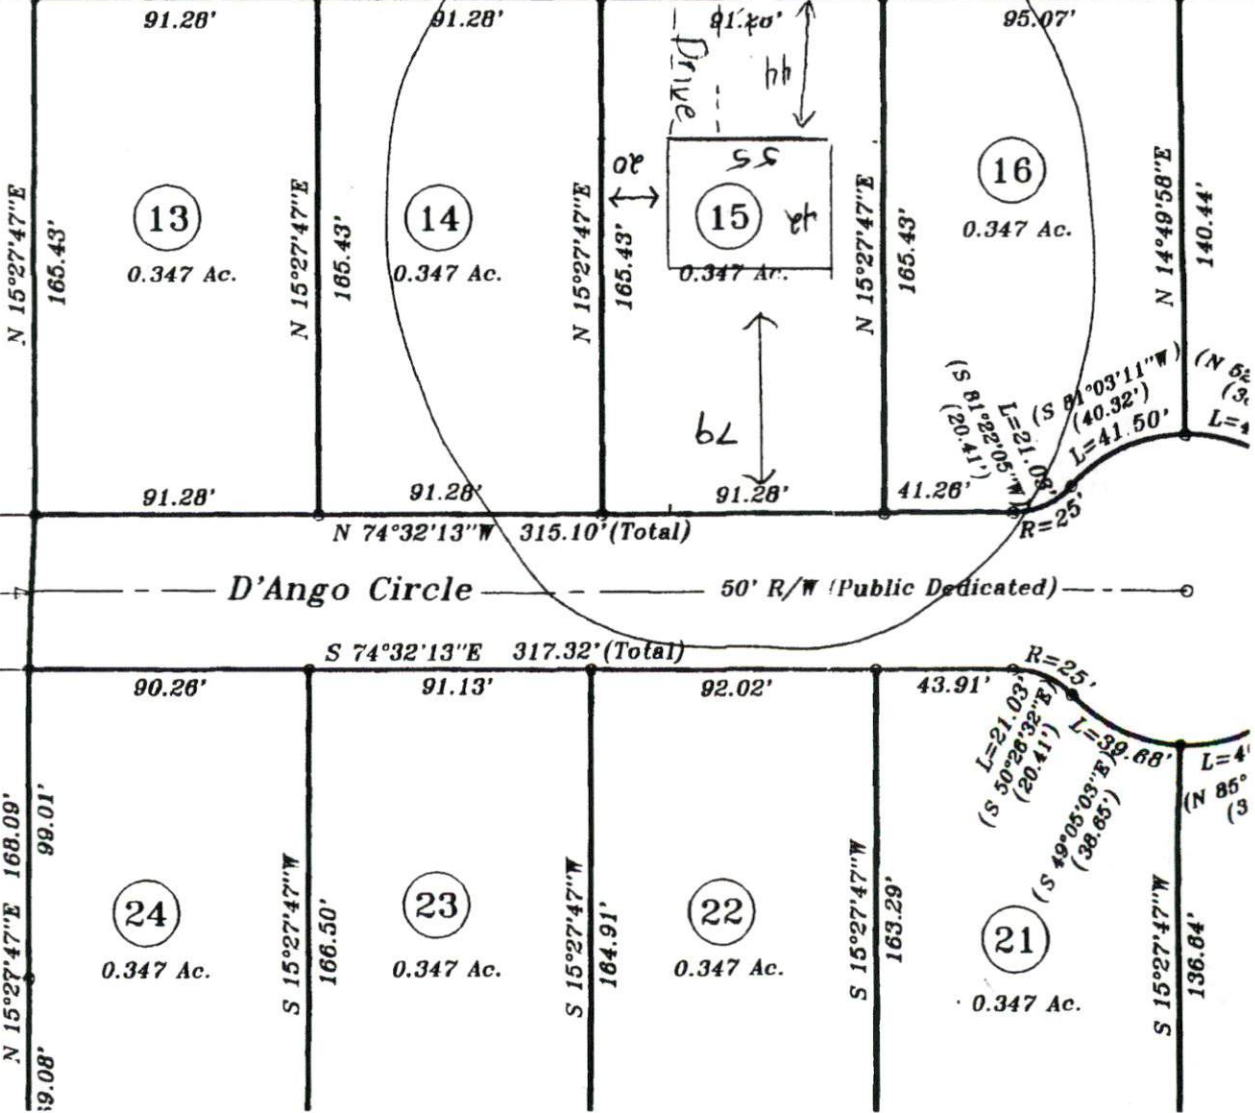 91.28'
91.28'
95.07'
Drive
44
N 15°27'47"E
165.43'
13
0.347 Ac.
N 15°27'47"E
165.43'
14
0.347 Ac.
N 15°27'47"E
165.43'
20
55
15
42
0.347 Ac.
N 15°27'47"E
165.43'
16
0.347 Ac.
N 14°49'58"E
140.44'
79
(S 81°22'05"W)
(20.41')
L=21.03'
(S 81°03'11"W)
(40.32')
L=41.50'
R=25'
91.28'
91.28'
91.28'
41.26'
N 74°32'13"W 315.10'(Total)
D'Ango Circle
50' R/W (Public Dedicated)
S 74°32'13"E 317.32'(Total)
90.26'
91.13'
92.02'
43.91'
R=25'
L=21.03'
(S 50°26'32"E)
(20.41')
L=39.68'
(S 49°05'03"E)
(38.65')
(N 85°
N 15°27'47"E 168.09'
99.01'
24
0.347 Ac.
S 15°27'47"W
166.50'
23
0.347 Ac.
S 15°27'47"W
164.91'
22
0.347 Ac.
S 15°27'47"W
163.29'
21
0.347 Ac.
S 15°27'47"W
136.64'